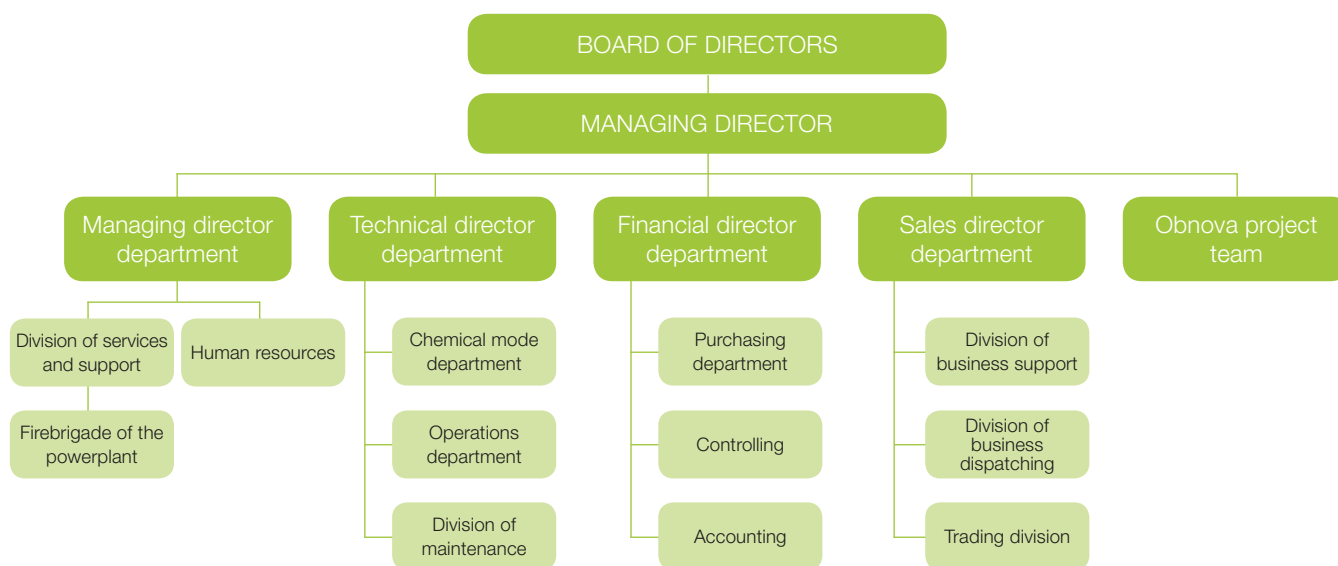 BOARD OF DIRECTORS
MANAGING DIRECTOR
Managing director
department
Technical director
department
Financial director
department
Sales director
department
Obnova project
team
Division of services
and support
Human resources
Chemical mode
department
Purchasing
department
Division of
business support
Firebrigade of the
powerplant
Operations
department
Controlling
Division of
business
dispatching
Division of
maintenance
Accounting
Trading division